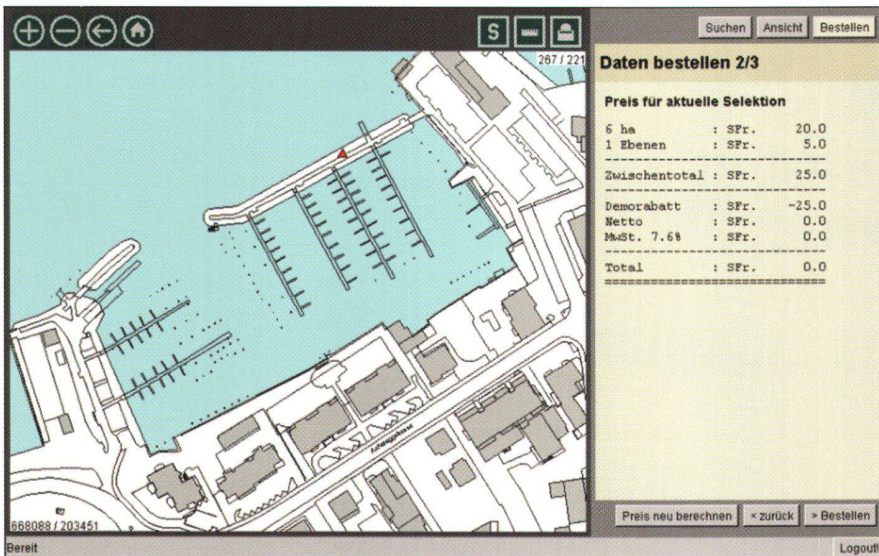 S
267 / 221
Suchen Ansicht Bestellen
Daten bestellen 2/3
Preis für aktuelle Selektion
6 ha : SFr. 20.0
1 Ebenen : SFr. 5.0
Zwischentotal : SFr. 25.0
Demorabatt : SFr. -25.0
Netto : SFr. 0.0
MwSt. 7.6% : SFr. 0.0
Total : SFr. 0.0
668088 / 203451
Preis neu berechnen < zurück > Bestellen
Bereit
Logout!